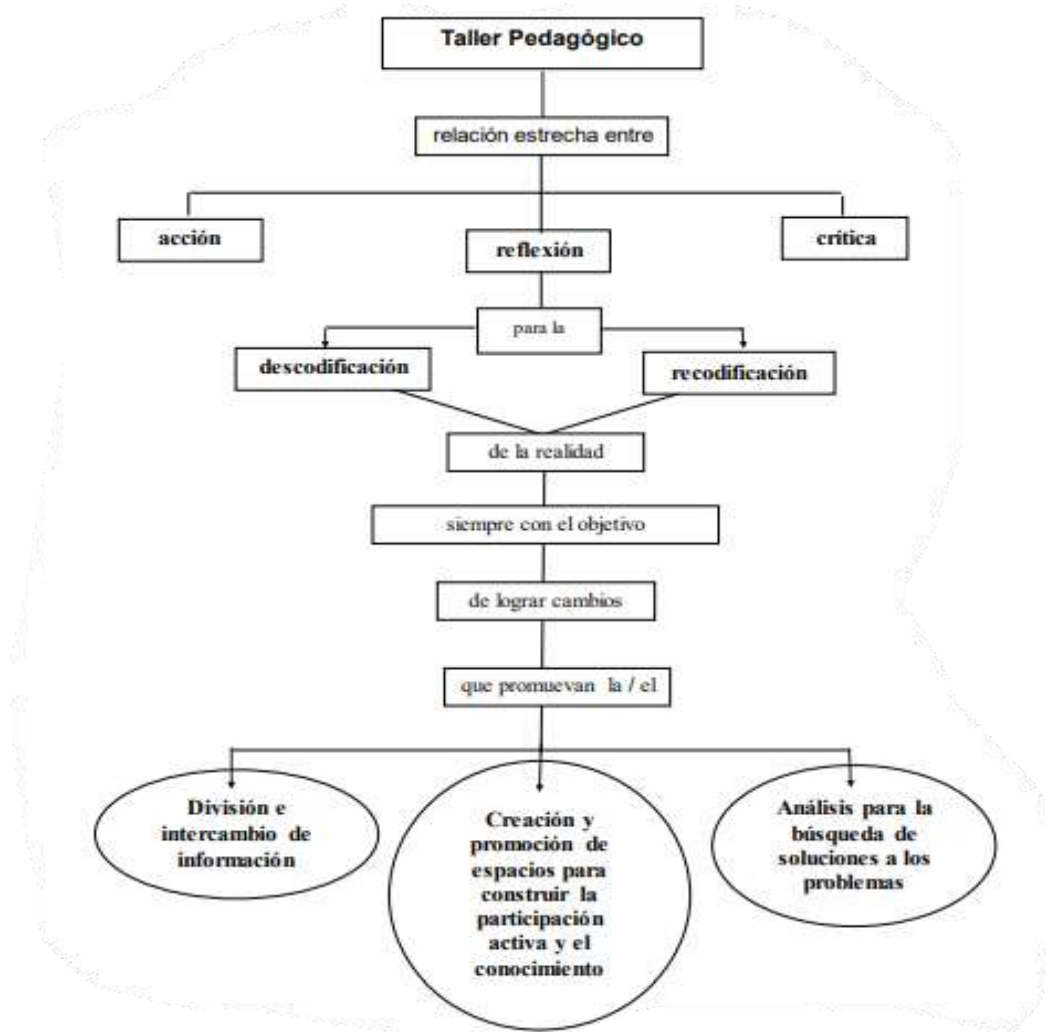 Taller Pedagógico
relación estrecha entre
acción
reflexión
crítica
para la
descodificación
recodificación
de la realidad
siempre con el objetivo
de lograr cambios
que promuevan la / el
División e
intercambio de
información
Creación y
promoción de
espacios para
construir la
participación
activa y el
conocimiento
Análisis para la
búsqueda de
soluciones a los
problemas